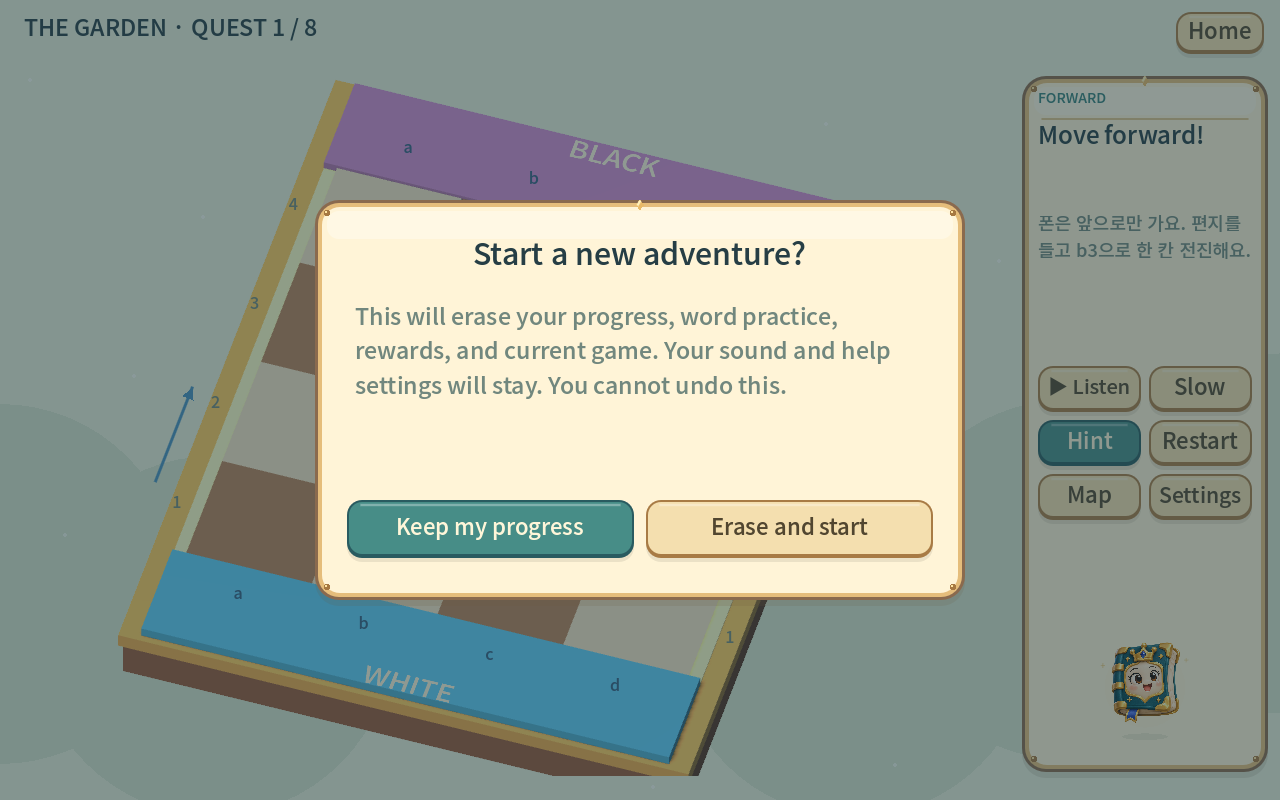 THE GARDEN · QUEST 1 / 8
Home
BLACK
a
b
4
3
2
1
FORWARD
Move forward!
폰은 앞으로만 가요. 편지를
들고 b3으로 한 칸 전진해요.
Start a new adventure?
This will erase your progress, word practice,
rewards, and current game. Your sound and help
settings will stay. You cannot undo this.
Keep my progress
Erase and start
▶ Listen
Slow
Hint
Restart
Map
Settings
a
b
c
d
1
WHITE